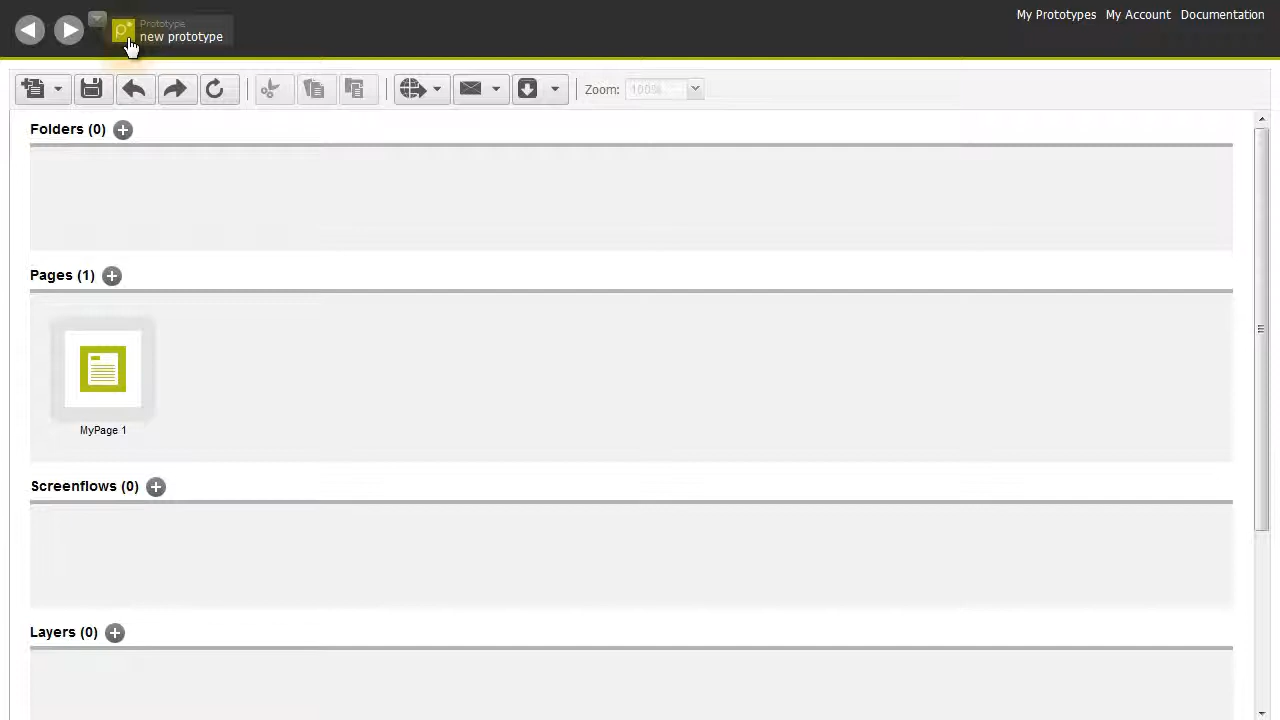 Prototype
new prototype
My Prototypes My Account Documentation
Zoom: 100%
Folders (0)
Pages (1)
MyPage 1
Screenflows (0)
Layers (0)